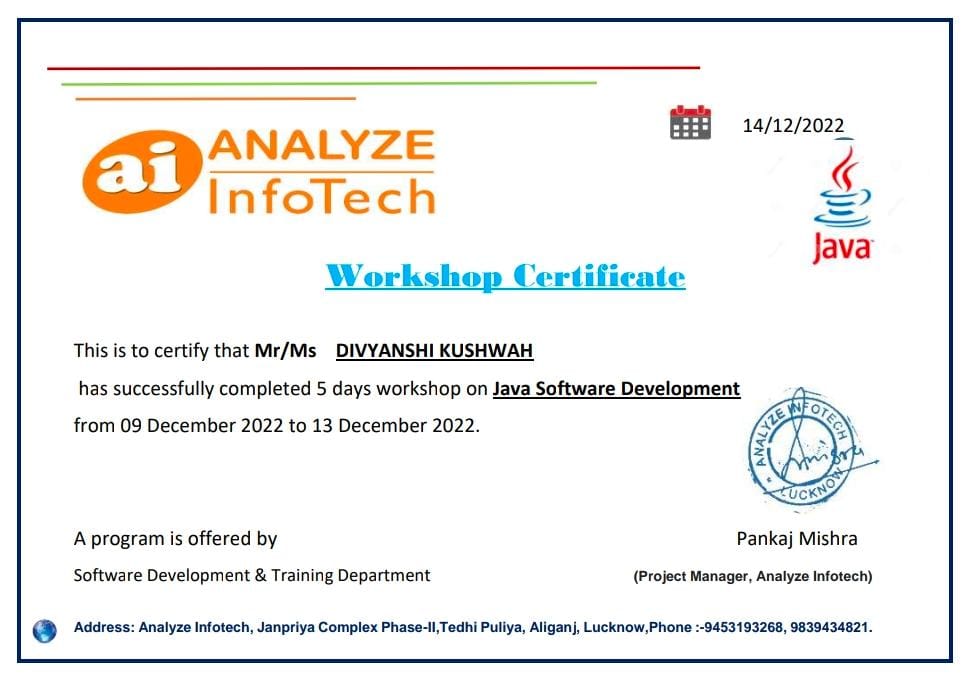 14/12/2022
ai ANALYZE
InfoTech
Java
Workshop Certificate
This is to certify that Mr/Ms DIVYANSHI KUSHWAH
has successfully completed 5 days workshop on Java Software Development
from 09 December 2022 to 13 December 2022.
ANALYZE INFOTECH
LUCKNOW
A program is offered by
Pankaj Mishra
Software Development & Training Department
(Project Manager, Analyze Infotech)
Address: Analyze Infotech, Janpriya Complex Phase-II,Tedhi Puliya, Aliganj, Lucknow,Phone :-9453193268, 9839434821.